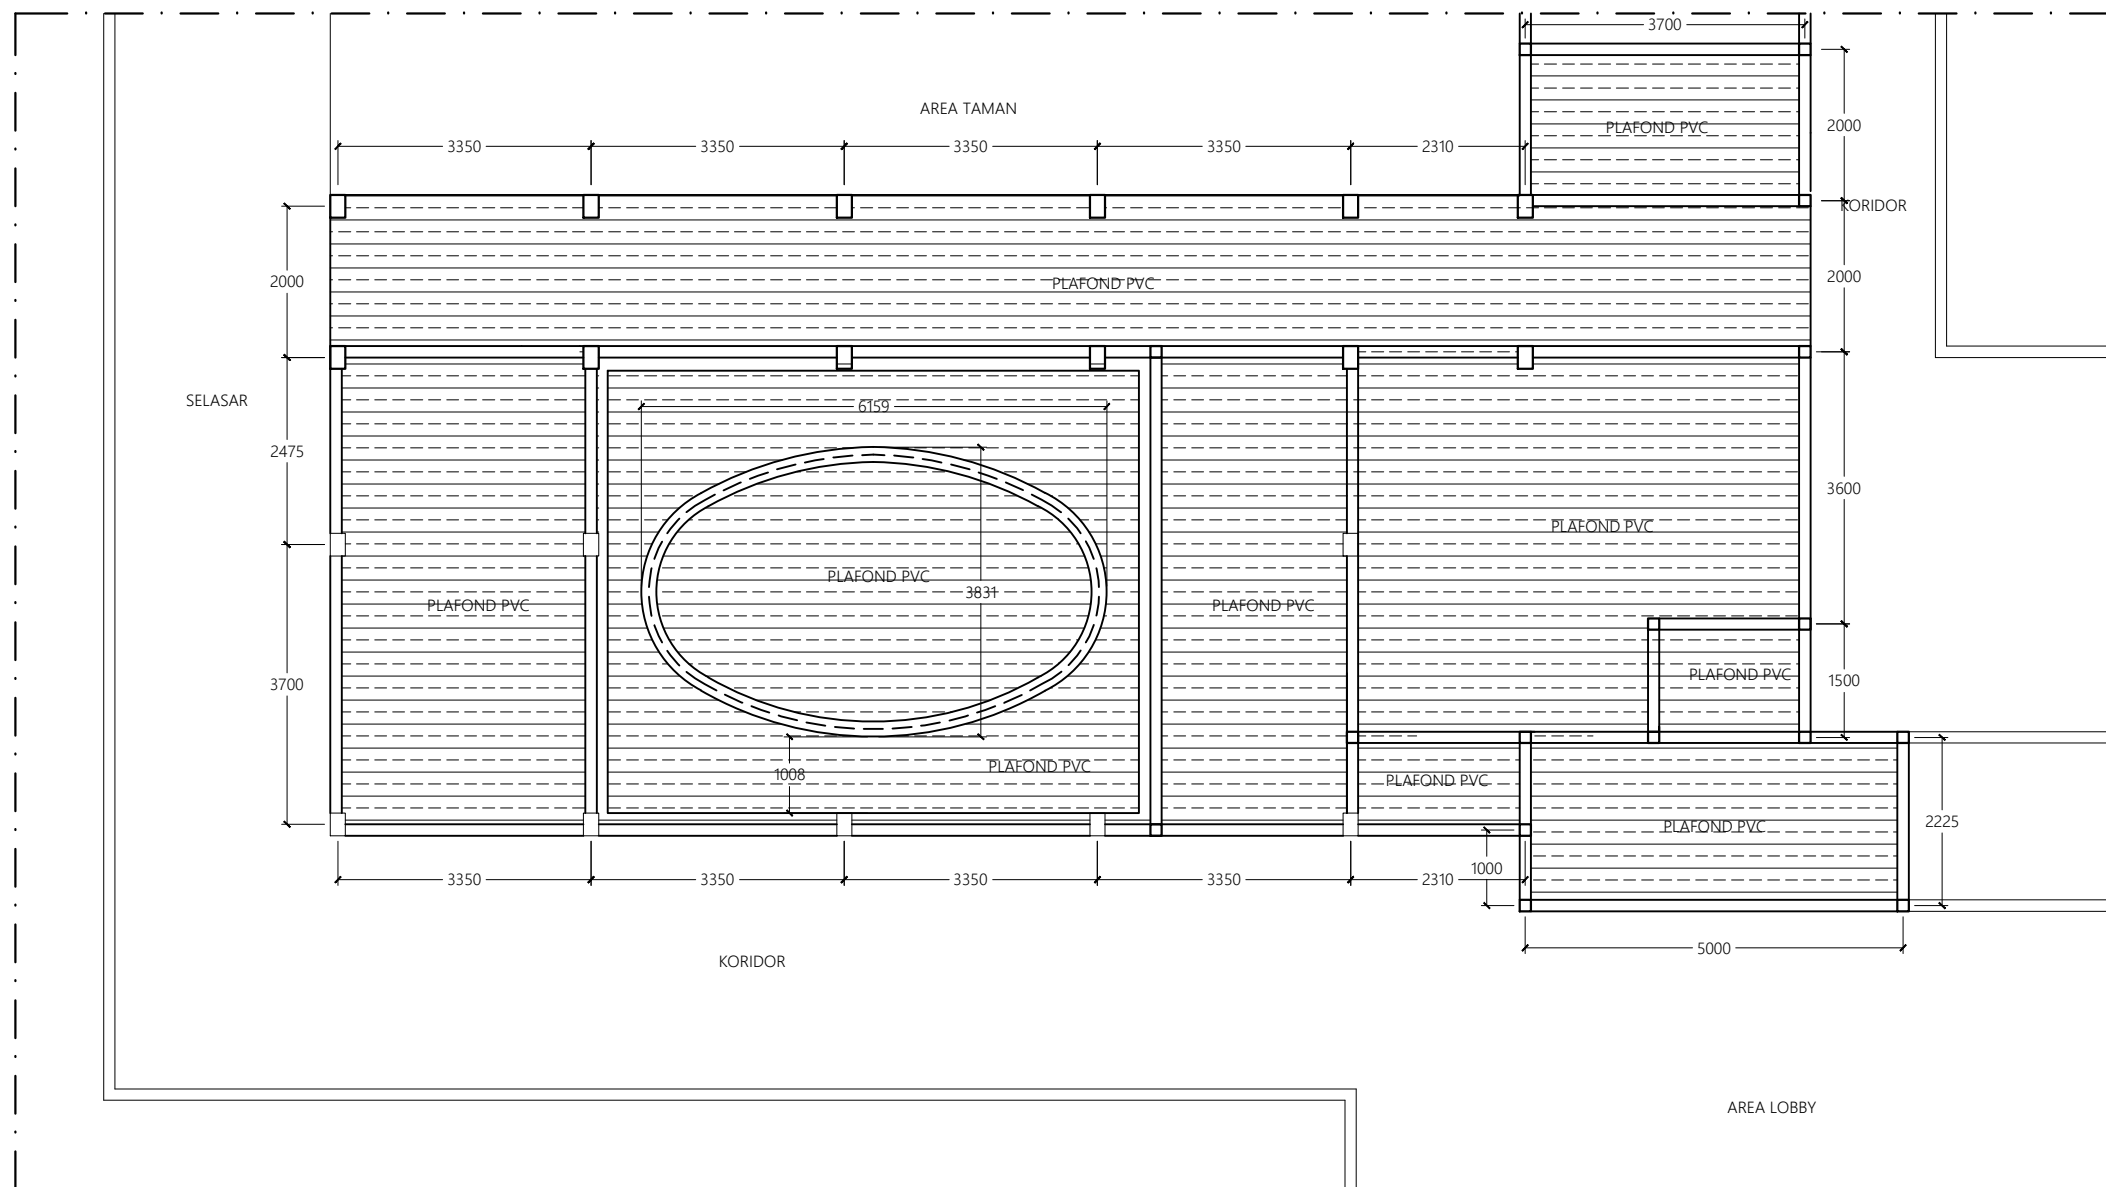 3700
AREA TAMAN
PLAFOND PVC
2000
3350
3350
3350
3350
2310
KORIDOR
2000
PLAFOND PVC
2000
SELASAR
2475
6159
3600
PLAFOND PVC
PLAFOND PVC
3831
PLAFOND PVC
PLAFOND PVC
3700
PLAFOND PVC
1500
1008
PLAFOND PVC
PLAFOND PVC
PLAFOND PVC
2225
3350
3350
3350
3350
2310
1000
5000
KORIDOR
AREA LOBBY